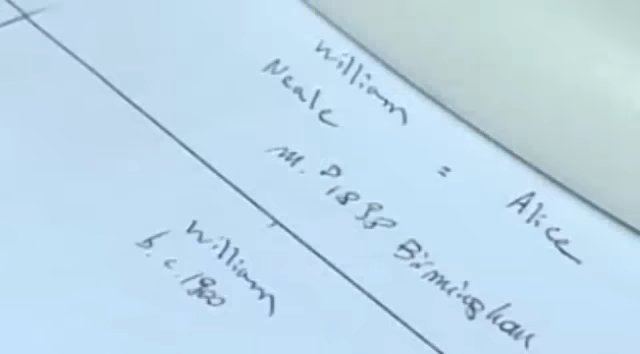 William = Alice
Neale
m. ? 1898 Birmingham
William
b. c. 1900